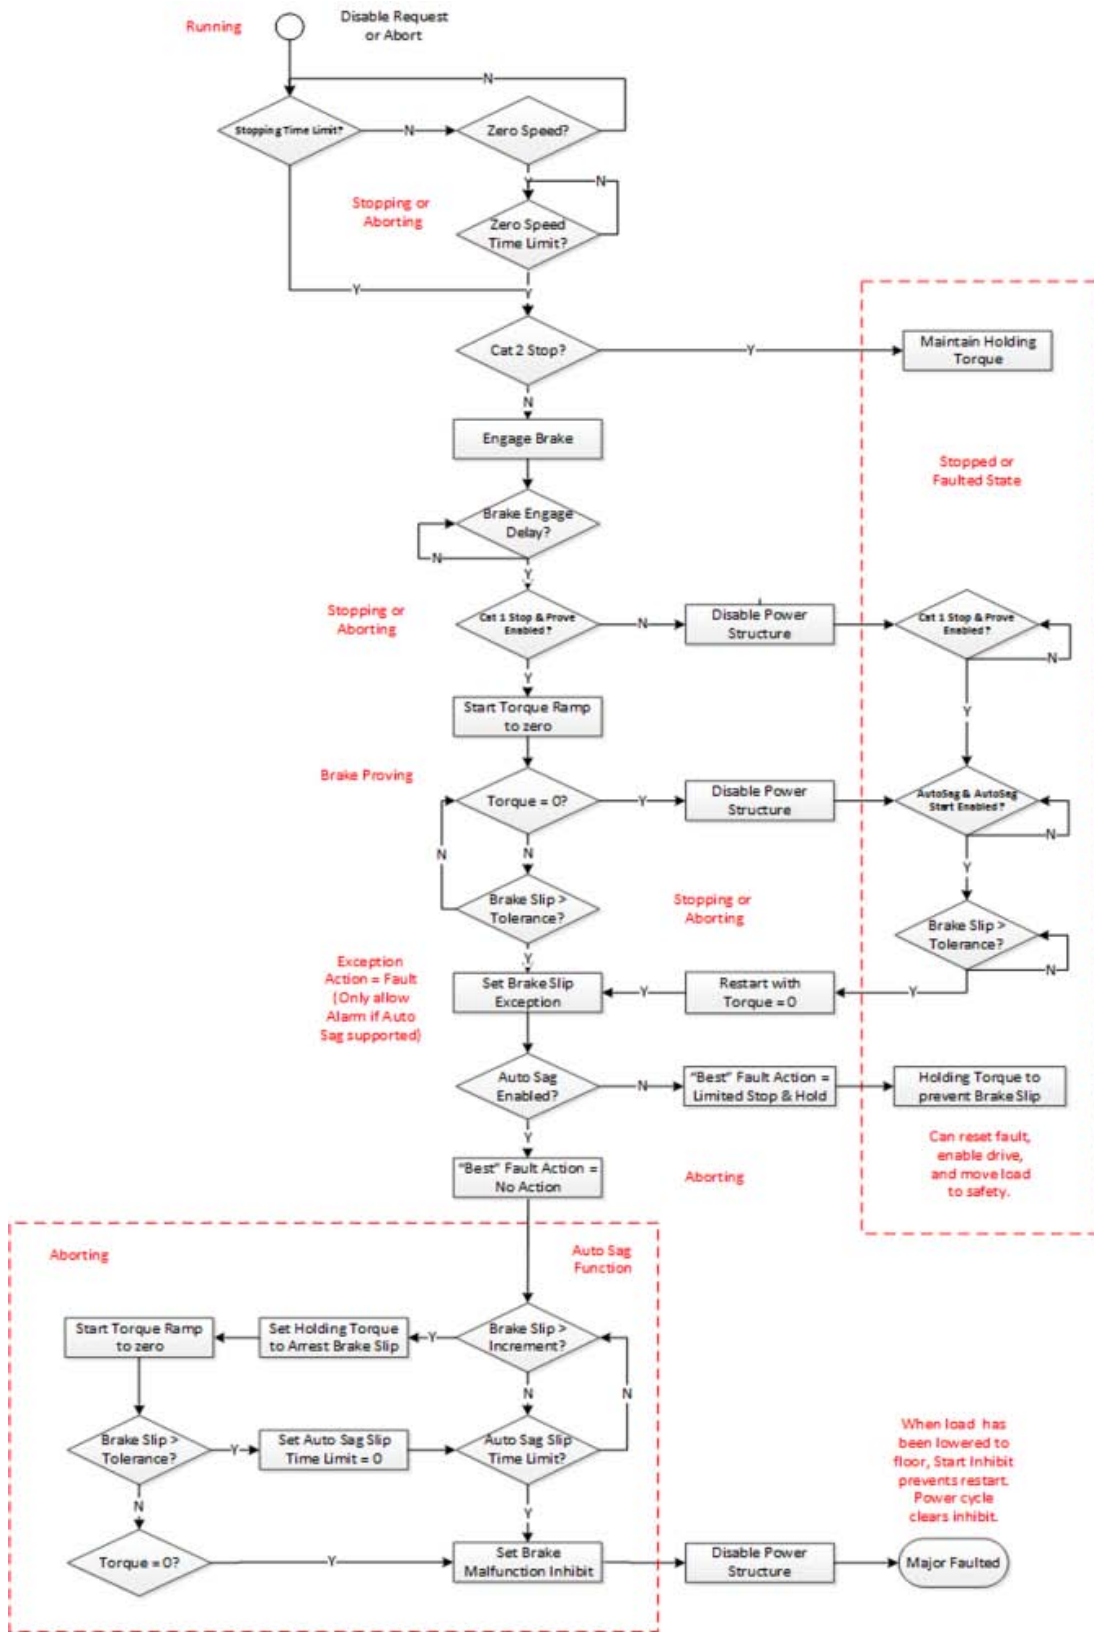 Running
Disable Request
or Abort
N
Stopping Time Limit?
N
Zero Speed?
Y
N
Stopping or
Aborting
Zero Speed
Time Limit?
Y
Y
Cat 2 Stop?
Y
Maintain Holding
Torque
N
Engage Brake
Stopped or
Faulted State
Brake Engage
Delay?
N
Y
Stopping or
Aborting
Cat 1 Stop & Prove
Enabled?
N
Disable Power
Structure
Cat 1 Stop & Prove
Enabled?
N
Y
Y
Start Torque Ramp
to zero
Brake Proving
Torque = 0?
Y
Disable Power
Structure
AutoSag & AutoSag
Start Enabled?
N
N
N
Y
Brake Slip >
Tolerance?
Stopping or
Aborting
Brake Slip >
Tolerance?
N
Y
Exception
Action = Fault
(Only allow
Alarm if Auto
Sag supported)
Set Brake Slip
Exception
Y
Restart with
Torque = 0
Y
Auto Sag
Enabled?
N
"Best" Fault Action =
Limited Stop & Hold
Holding Torque to
prevent Brake Slip
Y
Can reset fault,
enable drive,
and move load
to safety.
"Best" Fault Action =
No Action
Aborting
Aborting
Auto Sag
Function
Start Torque Ramp
to zero
Set Holding Torque
to Arrest Brake Slip
Y
Brake Slip >
Increment?
N
N
Brake Slip >
Tolerance?
Y
Set Auto Sag Slip
Time Limit = 0
Auto Sag Slip
Time Limit?
When load has
been lowered to
floor, Start Inhibit
prevents restart.
Power cycle
clears inhibit.
N
Y
Torque = 0?
Y
Set Brake
Malfunction Inhibit
Disable Power
Structure
Major Faulted